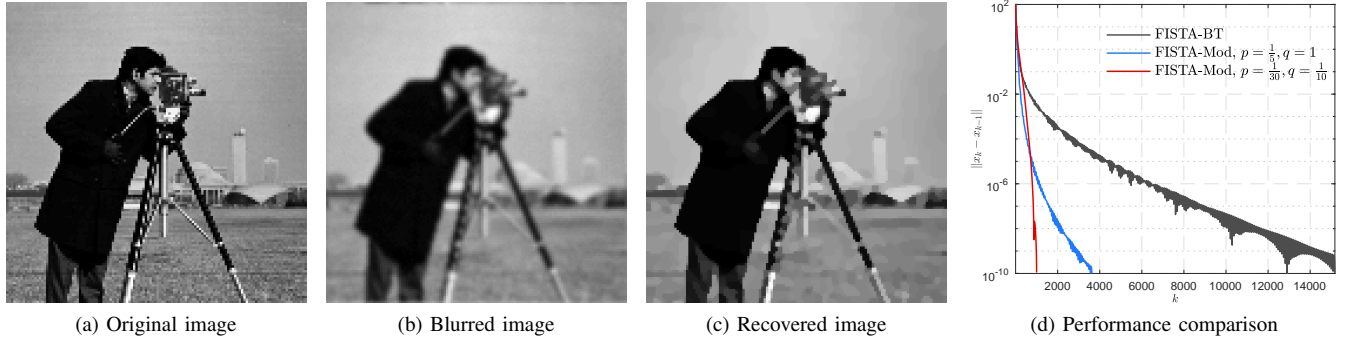 10^2
10^-2
10^-6
10^-10
||x_k − x_{k−1}||
FISTA-BT
FISTA-Mod, p = 1/5, q = 1
FISTA-Mod, p = 1/30, q = 1/10
2000 4000 6000 8000 10000 12000 14000
k
(a) Original image
(b) Blurred image
(c) Recovered image
(d) Performance comparison